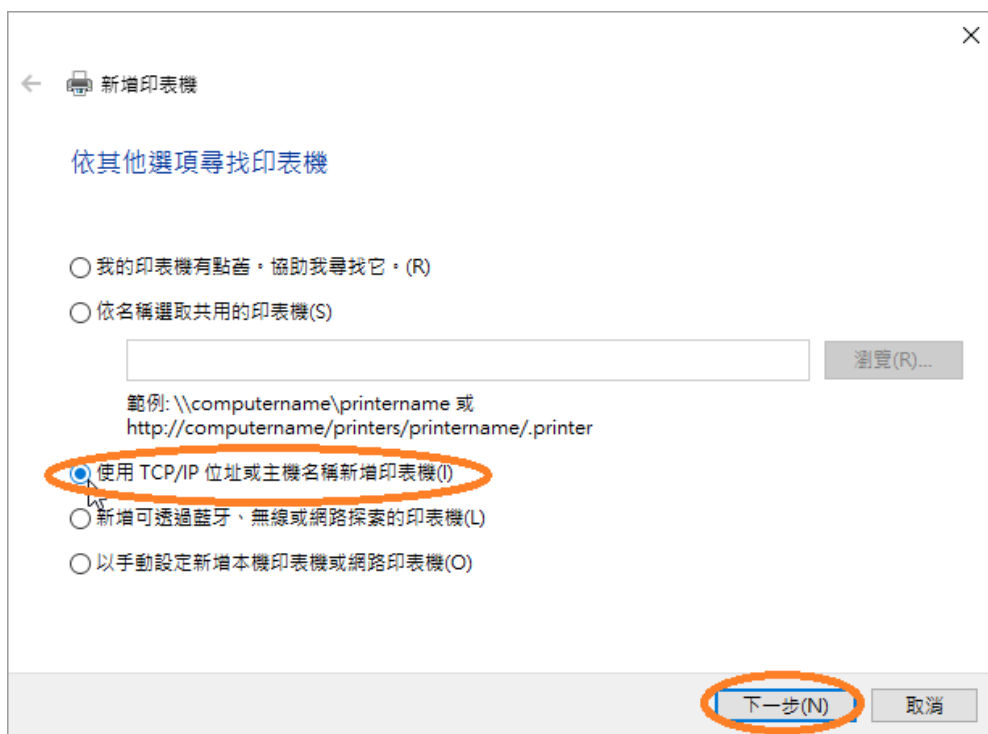 新增印表機
依其他選項尋找印表機
我的印表機有點舊。協助我尋找它。(R)
依名稱選取共用的印表機(S)
瀏覽(R)...
範例: \\computername\printername 或
http://computername/printers/printername/.printer
使用 TCP/IP 位址或主機名稱新增印表機(I)
新增可透過藍牙、無線或網路探索的印表機(L)
以手動設定新增本機印表機或網路印表機(O)
下一步(N)
取消